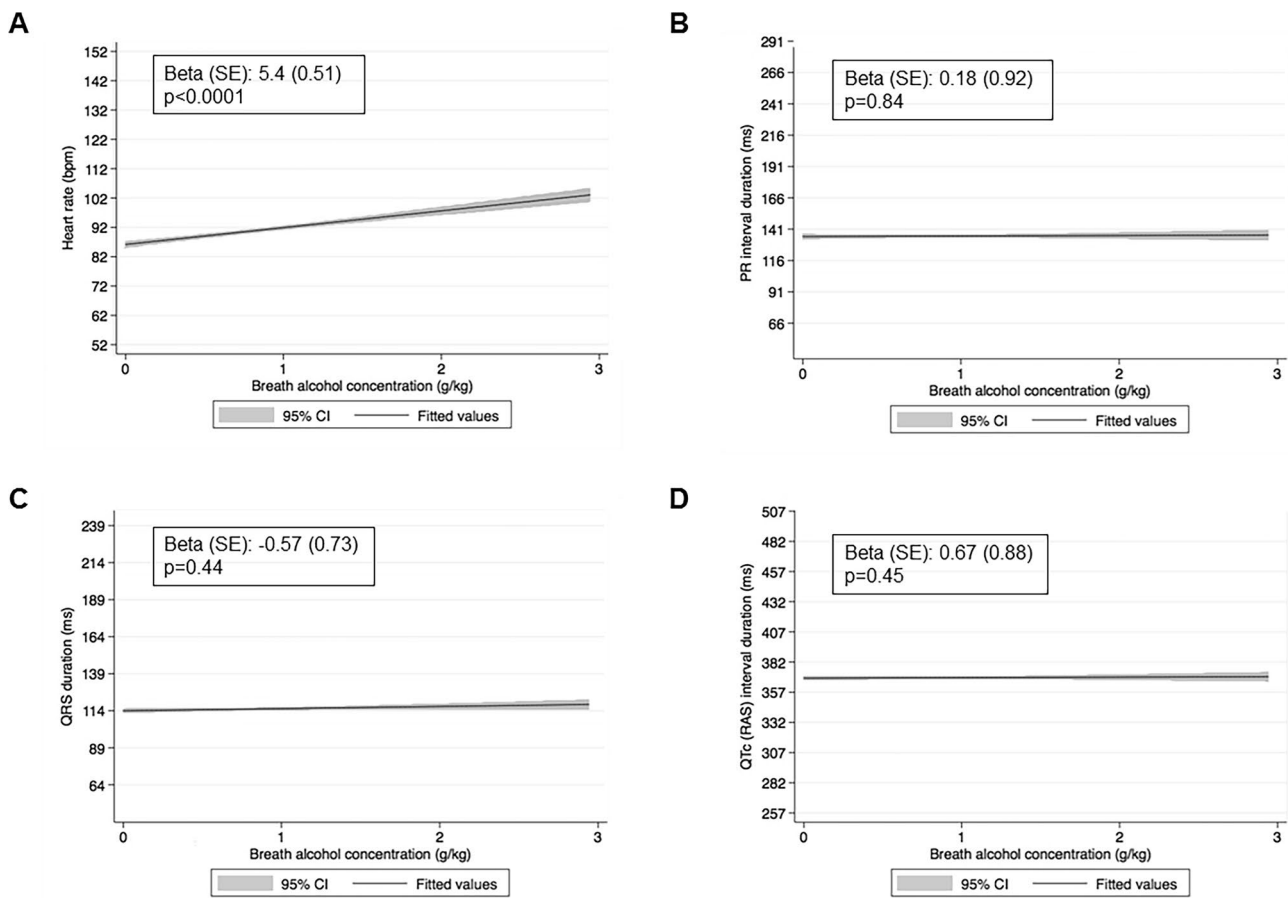 A
Beta (SE): 5.4 (0.51)
p<0.0001
Heart rate (bpm)
152
142
132
122
112
102
92
82
72
62
52
0 1 2 3
Breath alcohol concentration (g/kg)
95% CI Fitted values
B
Beta (SE): 0.18 (0.92)
p=0.84
PR interval duration (ms)
291
266
241
216
191
166
141
116
91
66
0 1 2 3
Breath alcohol concentration (g/kg)
95% CI Fitted values
C
Beta (SE): -0.57 (0.73)
p=0.44
QRS duration (ms)
239
214
189
164
139
114
89
64
0 1 2 3
Breath alcohol concentration (g/kg)
95% CI Fitted values
D
Beta (SE): 0.67 (0.88)
p=0.45
QTc (RAS) interval duration (ms)
507
482
457
432
407
382
357
332
307
282
257
0 1 2 3
Breath alcohol concentration (g/kg)
95% CI Fitted values